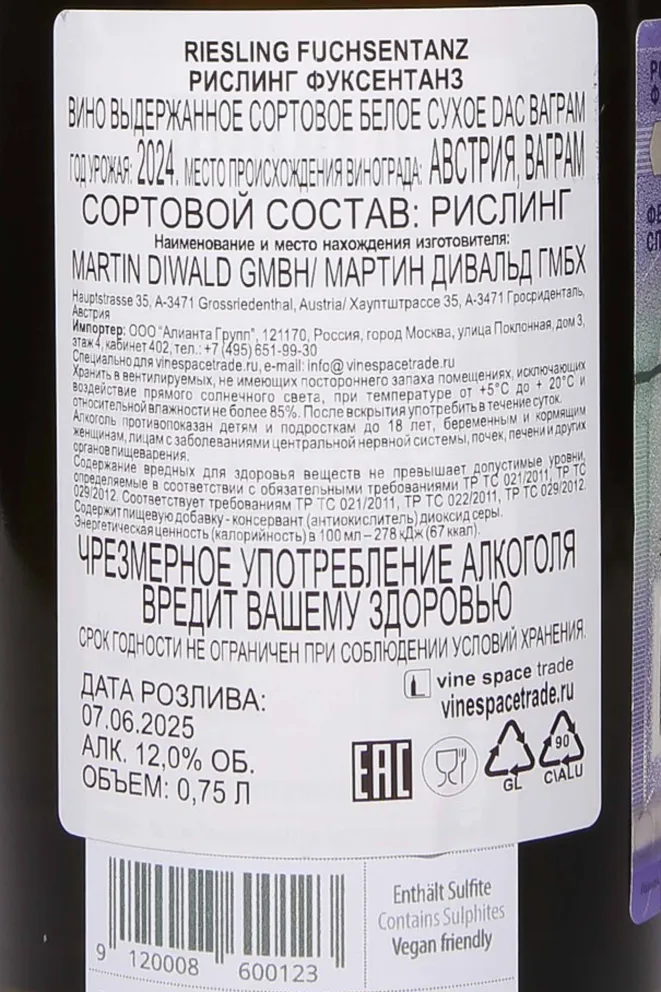 RIESLING FUCHSENTANZ
РИСЛИНГ ФУКСЕНТАНЗ
ВИНО ВЫДЕРЖАННОЕ СОРТОВОЕ БЕЛОЕ СУХОЕ DAC ВАГРАМ
ГОД УРОЖАЯ: 2024. МЕСТО ПРОИСХОЖДЕНИЯ ВИНОГРАДА: АВСТРИЯ, ВАГРАМ
СОРТОВОЙ СОСТАВ: РИСЛИНГ
Наименование и место нахождения изготовителя:
MARTIN DIWALD GMBH/ МАРТИН ДИВАЛЬД ГМБХ
Hauptstrasse 35, A-3471 Grossriedenthal, Austria/ Хауптштрассе 35, А-3471 Гросриденталь,
Австрия
Импортер: ООО "Алианта Групп", 121170, Россия, город Москва, улица Поклонная, дом 3,
этаж 4, кабинет 402, тел.: +7 (495) 651-99-30
Специально для vinespacetrade.ru, e-mail: info@vinespacetrade.ru
Хранить в вентилируемых, не имеющих постороннего запаха помещениях, исключающих
воздействие прямого солнечного света, при температуре от +5°C до + 20°C и
относительной влажности не более 85%. После вскрытия употребить в течение суток.
Алкоголь противопоказан детям и подросткам до 18 лет, беременным и кормящим
женщинам, лицам с заболеваниями центральной нервной системы, почек, печени и других
органов пищеварения.
Содержание вредных для здоровья веществ не превышает допустимые уровни,
определяемые в соответствии с обязательными требованиями ТР ТС 021/2011, ТР ТС
029/2012. Соответствует требованиям ТР ТС 021/2011, ТР ТС 022/2011, ТР ТС 029/2012.
Содержит пищевую добавку - консервант (антиокислитель) диоксид серы.
Энергетическая ценность (калорийность) в 100 мл – 278 кДж (67 ккал).
ЧРЕЗМЕРНОЕ УПОТРЕБЛЕНИЕ АЛКОГОЛЯ
ВРЕДИТ ВАШЕМУ ЗДОРОВЬЮ
СРОК ГОДНОСТИ НЕ ОГРАНИЧЕН ПРИ СОБЛЮДЕНИИ УСЛОВИЙ ХРАНЕНИЯ.
vine space trade
vinespacetrade.ru
ДАТА РОЗЛИВА:
07.06.2025
АЛК. 12,0% ОБ.
ОБЪЕМ: 0,75 Л
EAC
GL
90
C\ALU
9 120008 600123
Enthält Sulfite
Contains Sulphites
Vegan friendly